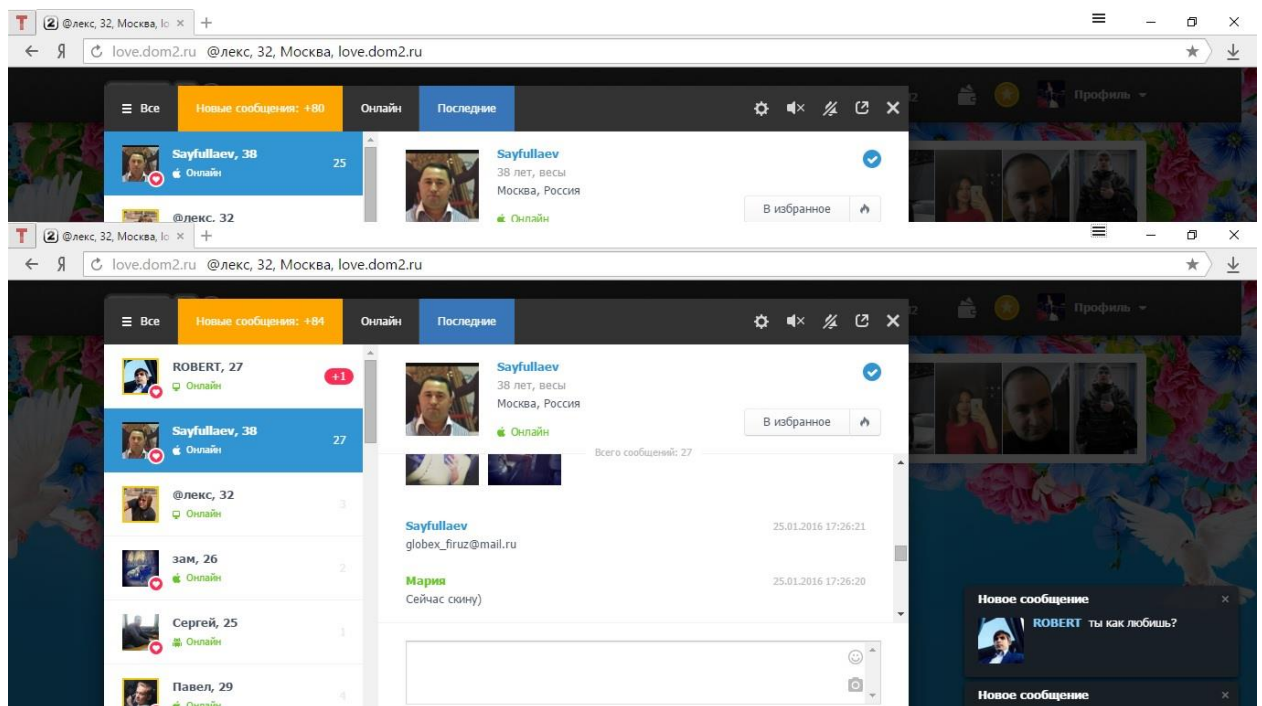 @лекс, 32, Москва, lo
love.dom2.ru @лекс, 32, Москва, love.dom2.ru
Все Новые сообщения: +80 Онлайн Последние
Профиль
Sayfullaev, 38
25
Онлайн
@лекс, 32
Sayfullaev
38 лет, весы
Москва, Россия
Онлайн
В избранное
@лекс, 32, Москва, lo
love.dom2.ru @лекс, 32, Москва, love.dom2.ru
Все Новые сообщения: +84 Онлайн Последние
Профиль
ROBERT, 27
+1
Онлайн
Sayfullaev, 38
27
Онлайн
@лекс, 32
3
Онлайн
зам, 26
2
Онлайн
Сергей, 25
1
Онлайн
Павел, 29
4
Онлайн
Sayfullaev
38 лет, весы
Москва, Россия
Онлайн
В избранное
Всего сообщений: 27
Sayfullaev 25.01.2016 17:26:21
globex_firuz@mail.ru
Мария 25.01.2016 17:26:20
Сейчас скину)
Новое сообщение
ROBERT ты как любишь?
Новое сообщение